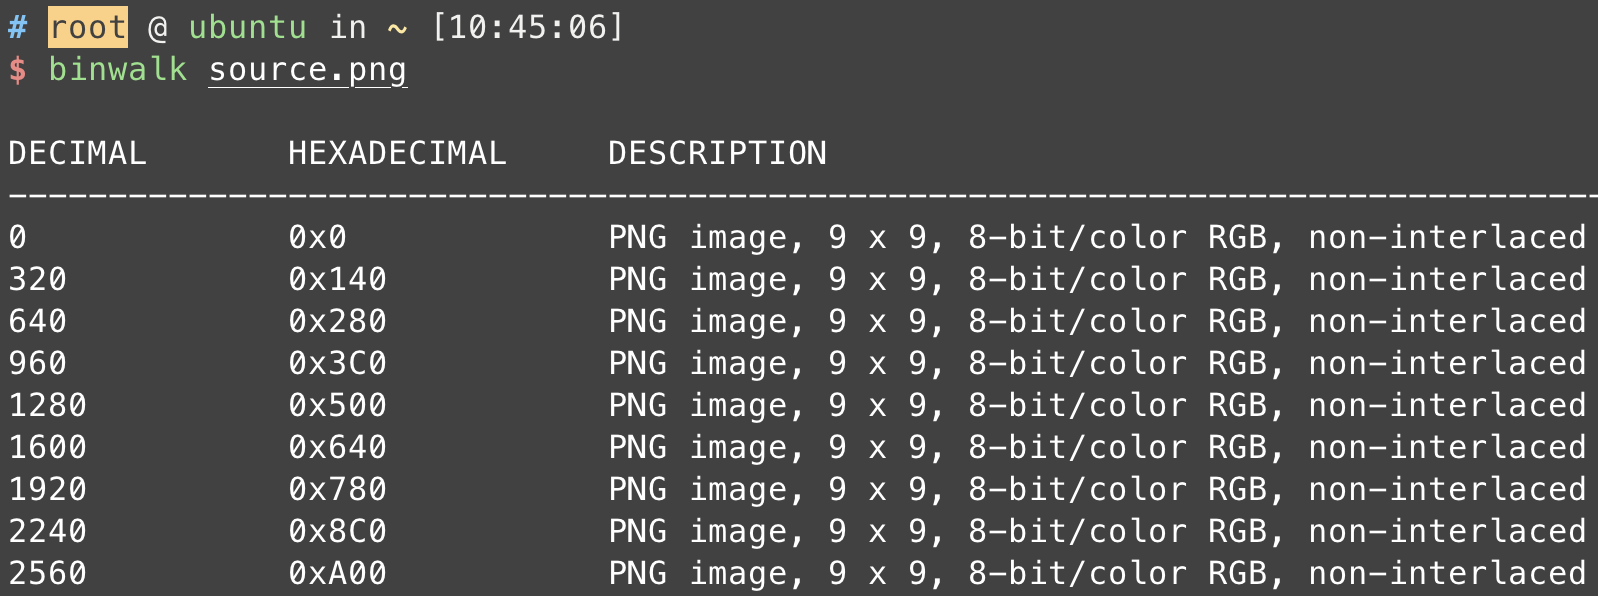 # root @ ubuntu in ~ [10:45:06]
$ binwalk source.png
DECIMAL       HEXADECIMAL     DESCRIPTION
--------------------------------------------------------------------------------
0             0x0             PNG image, 9 x 9, 8-bit/color RGB, non-interlaced
320           0x140           PNG image, 9 x 9, 8-bit/color RGB, non-interlaced
640           0x280           PNG image, 9 x 9, 8-bit/color RGB, non-interlaced
960           0x3C0           PNG image, 9 x 9, 8-bit/color RGB, non-interlaced
1280          0x500           PNG image, 9 x 9, 8-bit/color RGB, non-interlaced
1600          0x640           PNG image, 9 x 9, 8-bit/color RGB, non-interlaced
1920          0x780           PNG image, 9 x 9, 8-bit/color RGB, non-interlaced
2240          0x8C0           PNG image, 9 x 9, 8-bit/color RGB, non-interlaced
2560          0xA00           PNG image, 9 x 9, 8-bit/color RGB, non-interlaced